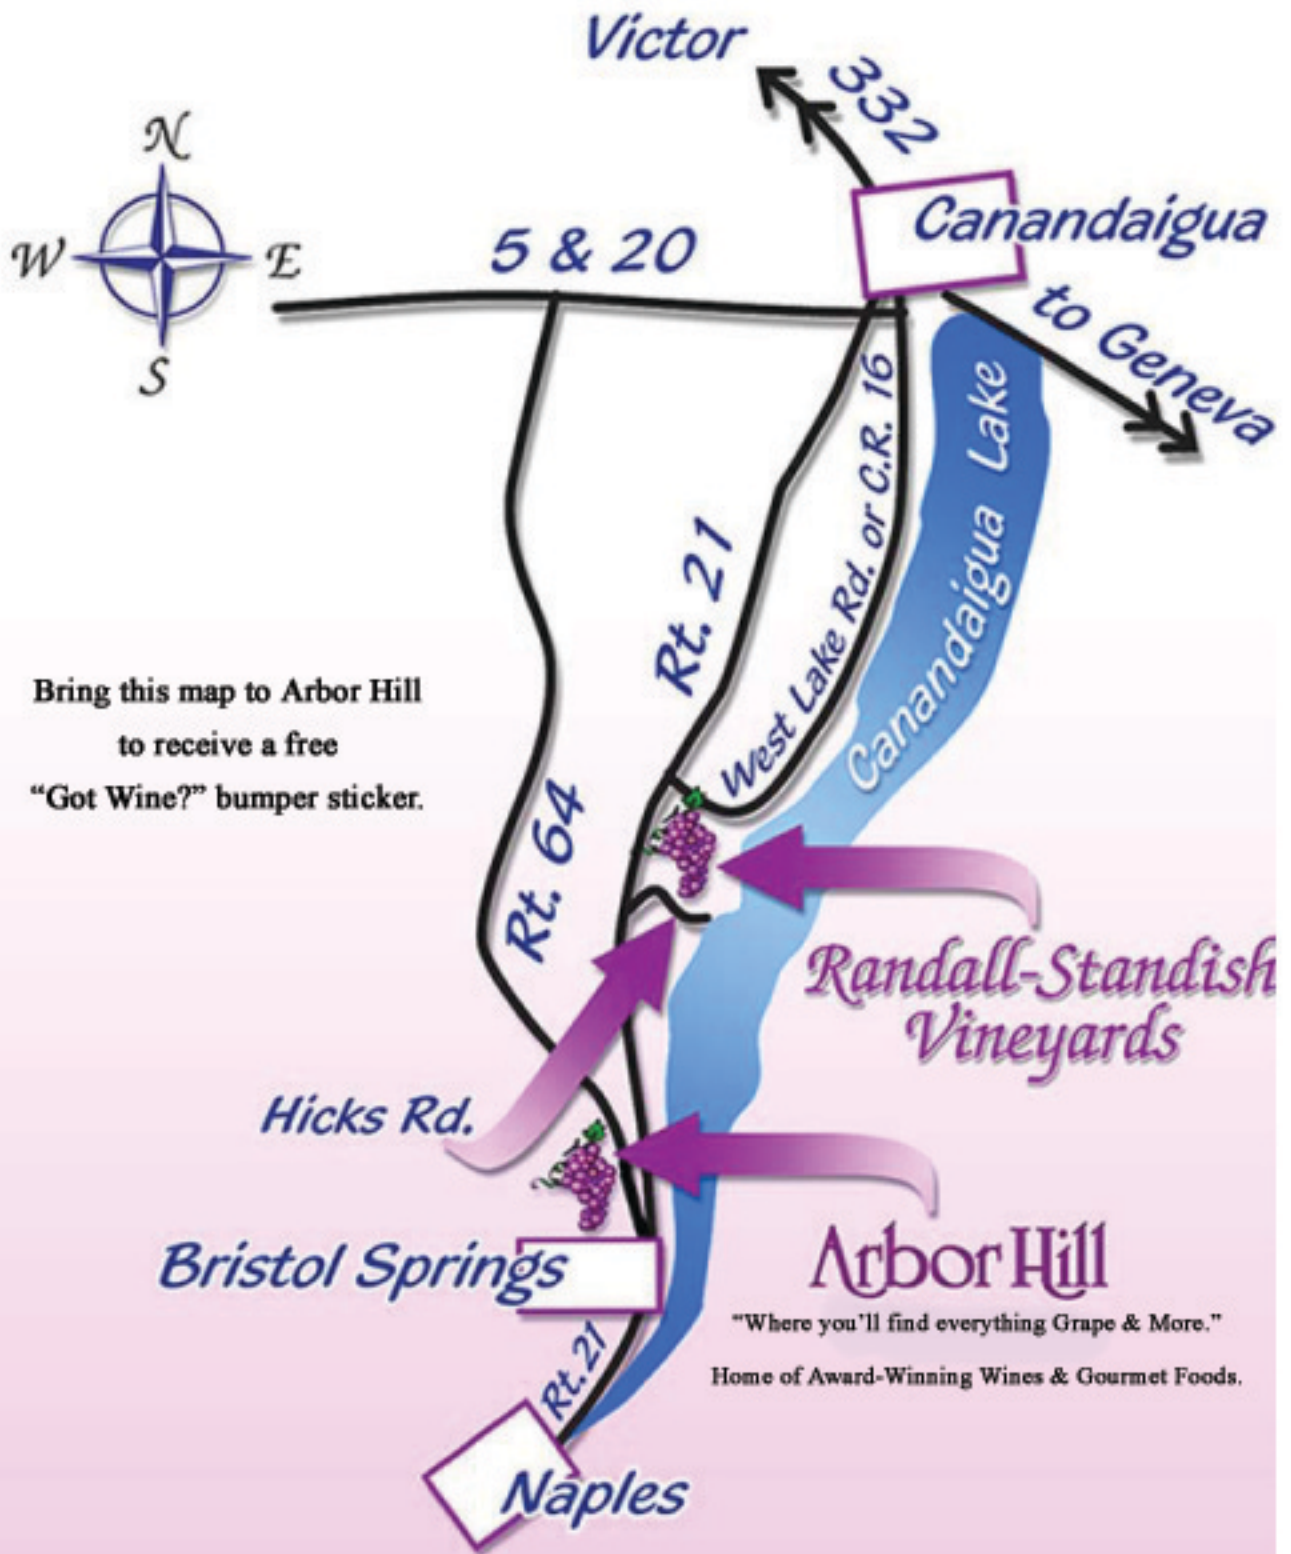 Victor
332
N
W
E
S
5 & 20
Canandaigua
to Geneva
Rt. 21
West Lake Rd. or C.R. 16
Canandaigua Lake
Bring this map to Arbor Hill
to receive a free
“Got Wine?” bumper sticker.
Rt. 64
Randall-Standish
Vineyards
Hicks Rd.
Bristol Springs
Arbor Hill
“Where you’ll find everything Grape & More.”
Home of Award-Winning Wines & Gourmet Foods.
Rt. 21
Naples